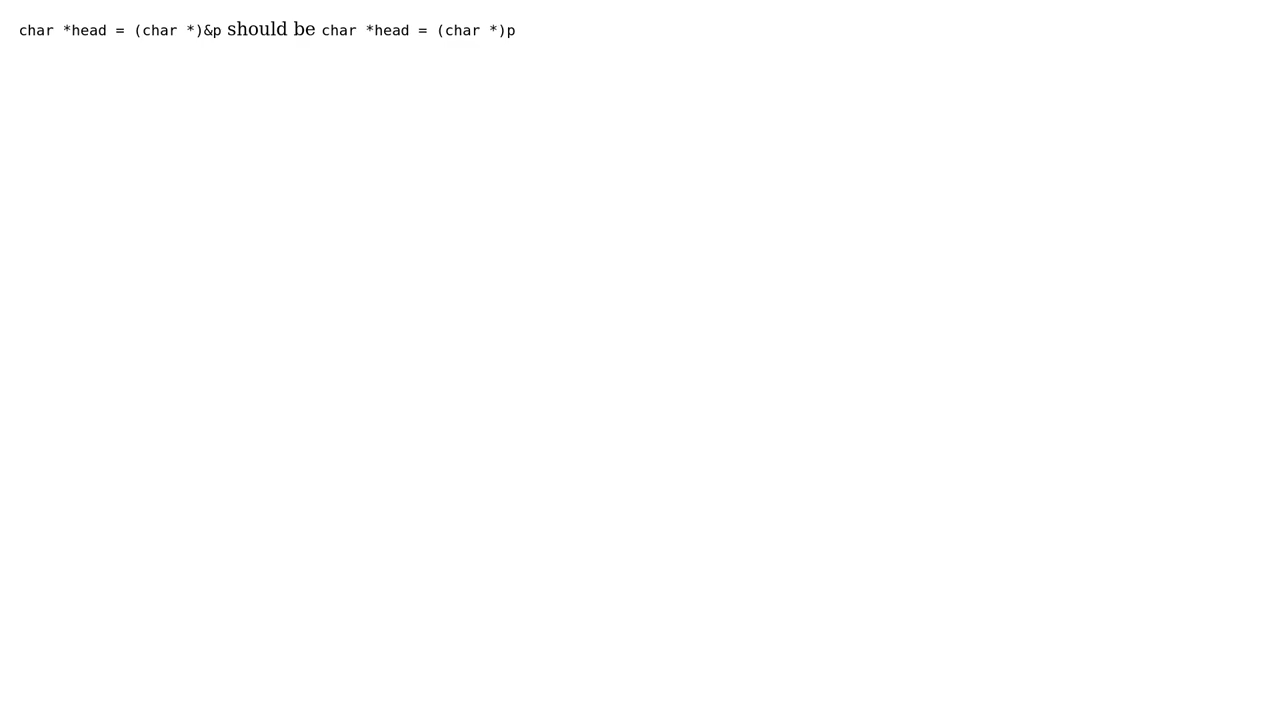 char *head = (char *)&p should be char *head = (char *)p